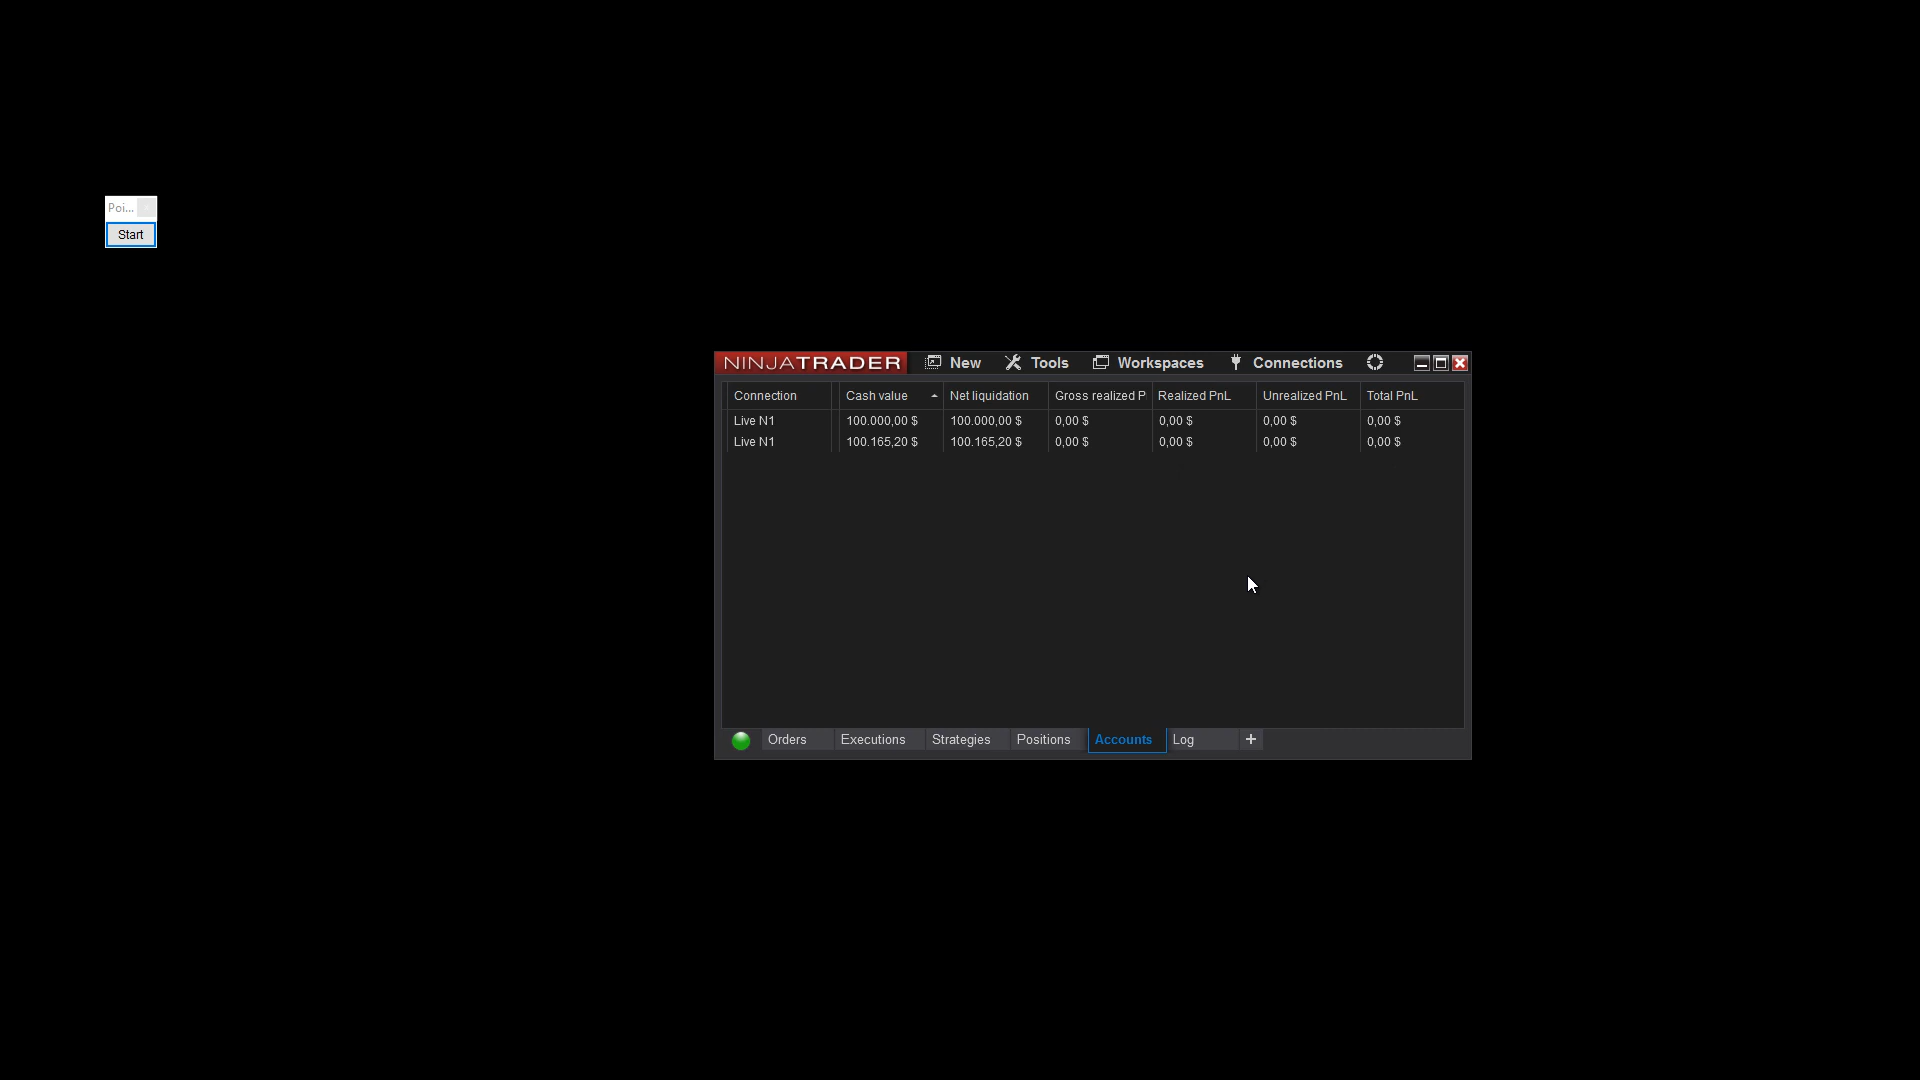 Poi...
Start
NINJATRADER New Tools Workspaces Connections
Connection Cash value Net liquidation Gross realized P Realized PnL Unrealized PnL Total PnL
Live N1 100.000,00 $ 100.000,00 $ 0,00 $ 0,00 $ 0,00 $ 0,00 $
Live N1 100.165,20 $ 100.165,20 $ 0,00 $ 0,00 $ 0,00 $ 0,00 $
Orders Executions Strategies Positions Accounts Log +